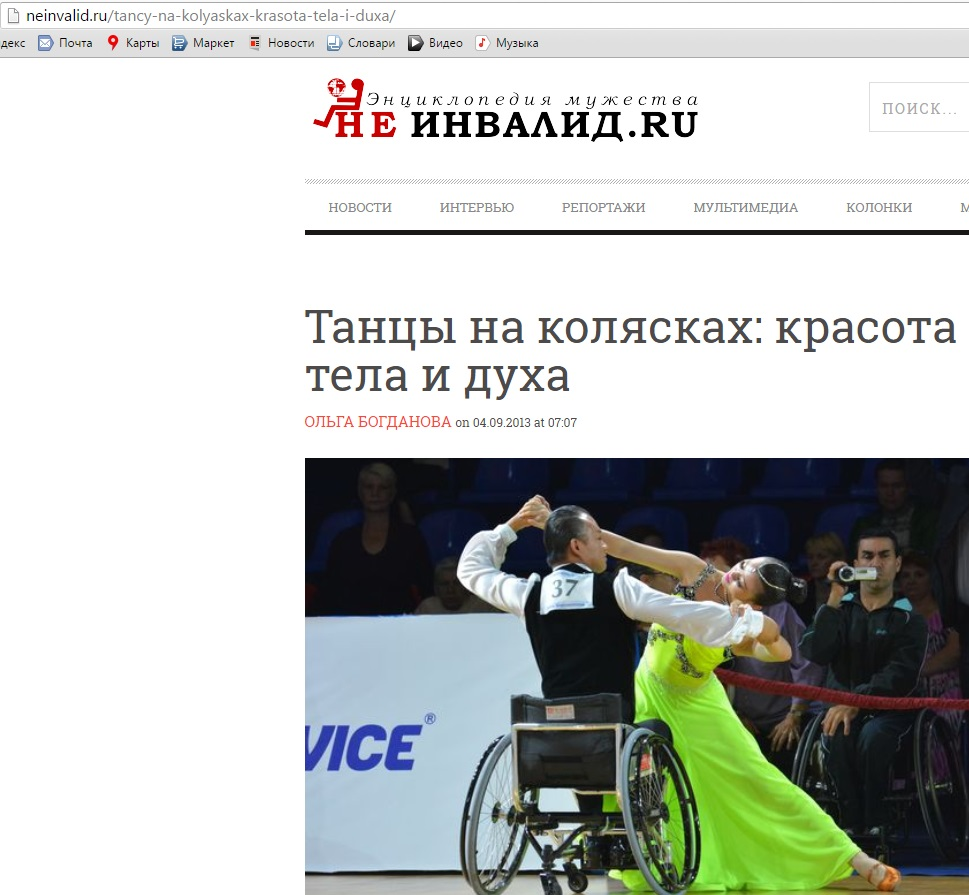 neinvalid.ru/tancy-na-kolyaskax-krasota-tela-i-duxa/
декс Почта Карты Маркет Новости Словари Видео Музыка
Энциклопедия мужества
НЕ ИНВАЛИД.RU
ПОИСК...
НОВОСТИ ИНТЕРВЬЮ РЕПОРТАЖИ МУЛЬТИМЕДИА КОЛОНКИ М
Танцы на колясках: красота
тела и духа
ОЛЬГА БОГДАНОВА on 04.09.2013 at 07:07
37
VICE®